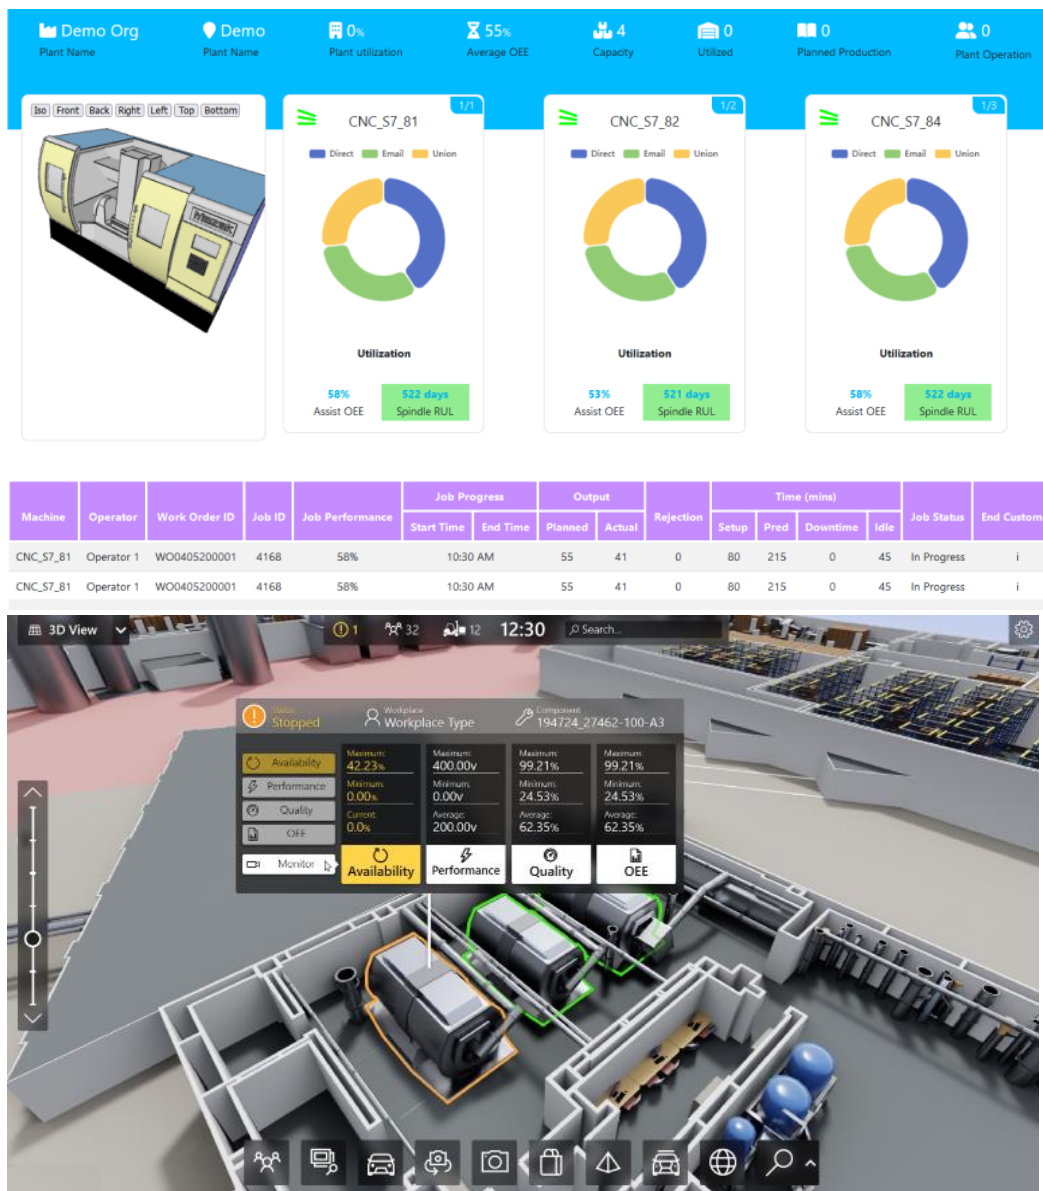 Demo Org
Plant Name
Demo
Plant Name
0%
Plant utilization
55%
Average OEE
4
Capacity
0
Utilized
0
Planned Production
0
Plant Operation
Iso Front Back Right Left Top Bottom
Mazak
1/1
CNC_S7_81
Direct Email Union
Utilization
58%
Assist OEE
522 days
Spindle RUL
1/2
CNC_S7_82
Direct Email Union
Utilization
53%
Assist OEE
521 days
Spindle RUL
1/3
CNC_S7_84
Direct Email Union
Utilization
58%
Assist OEE
522 days
Spindle RUL
Machine Operator Work Order ID Job ID Job Performance Job Progress Output Rejection Time (mins) Job Status End Custom
Start Time End Time Planned Actual Setup Pred Downtime Idle
CNC_S7_81 Operator 1 WO0405200001 4168 58% 10:30 AM 55 41 0 80 215 0 45 In Progress i
CNC_S7_81 Operator 1 WO0405200001 4168 58% 10:30 AM 55 41 0 80 215 0 45 In Progress i
3D View 1 32 12 12:30 Search...
Status
Stopped
Workplace
Workplace Type
Component
194724_27462-100-A3
Availability
Performance
Quality
OEE
Monitor
Maximum:
42.23%
Minimum:
0.00%
Current:
0.0%
Availability
Maximum:
400.00v
Minimum:
0.00v
Average:
200.00v
Performance
Maximum:
99.21%
Minimum:
24.53%
Average:
62.35%
Quality
Maximum:
99.21%
Minimum:
24.53%
Average:
62.35%
OEE